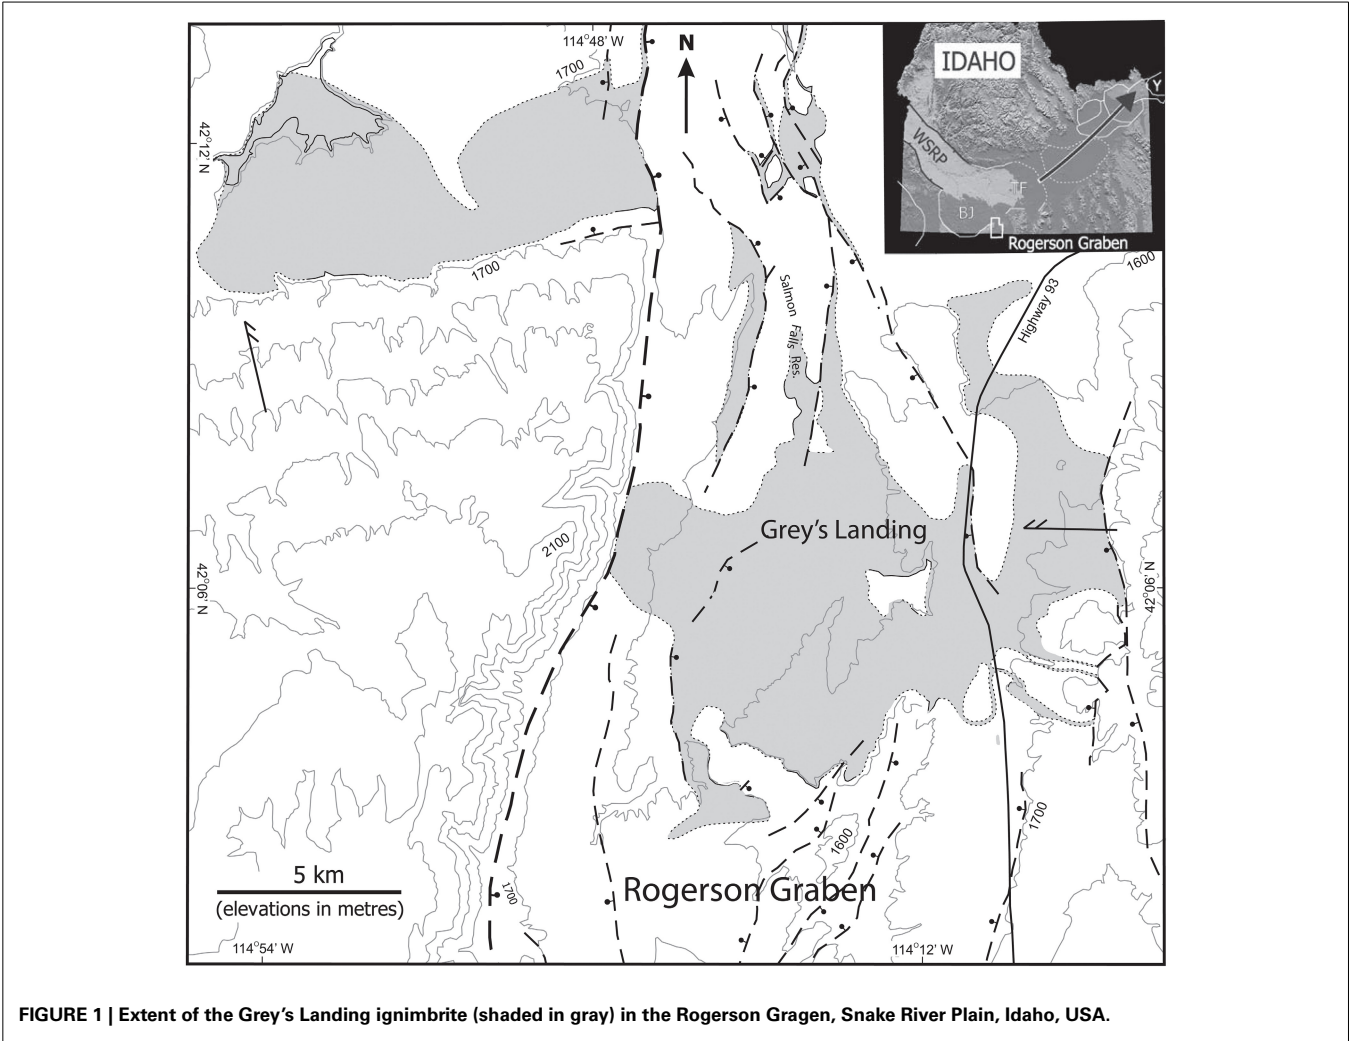 114°48' W
N
1700
IDAHO
Y
42°12' N
WSRP
TF
BJ
Rogerson Graben
1700
1600
Highway 93
Salmon Falls Res.
Grey's Landing
2100
42°06' N
42°06' N
1700
1600
5 km
(elevations in metres)
1700
Rogerson Graben
114°54' W
114°12' W
FIGURE 1 | Extent of the Grey's Landing ignimbrite (shaded in gray) in the Rogerson Gragen, Snake River Plain, Idaho, USA.